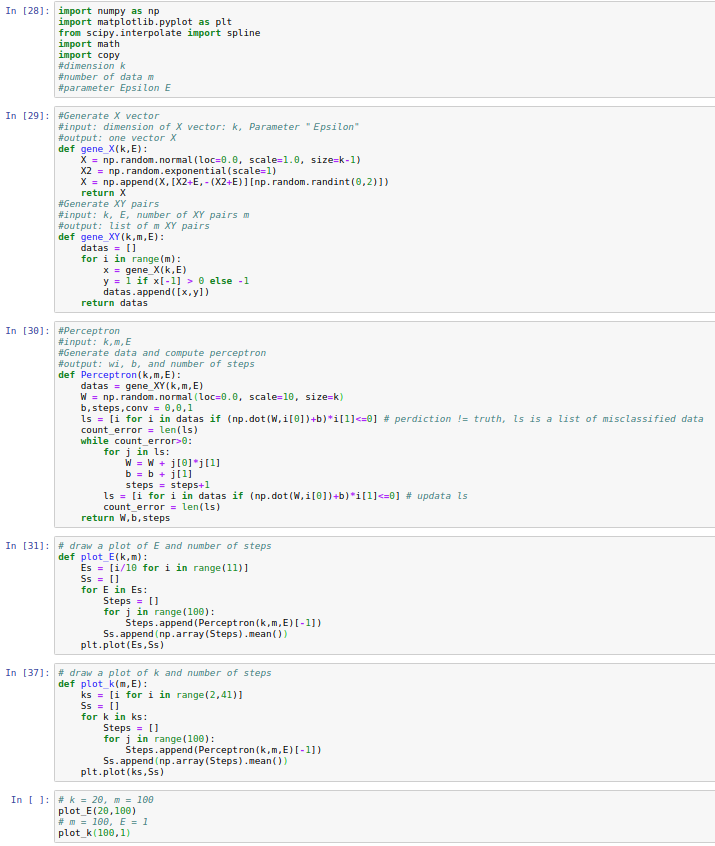 In [28]: import numpy as np
import matplotlib.pyplot as plt
from scipy.interpolate import spline
import math
import copy
#dimension k
#number of data m
#parameter Epsilon E
In [29]: #Generate X vector
#input: dimension of X vector: k, Parameter "Epsilon"
#output: one vector X
def gene_X(k,E):
    X = np.random.normal(loc=0.0, scale=1.0, size=k-1)
    X2 = np.random.exponential(scale=1)
    X = np.append(X,[X2+E,-(X2+E)][np.random.randint(0,2)])
    return X
#Generate XY pairs
#input: k, E, number of XY pairs m
#output: list of m XY pairs
def gene_XY(k,m,E):
    datas = []
    for i in range(m):
        x = gene_X(k,E)
        y = 1 if x[-1] > 0 else -1
        datas.append([x,y])
    return datas
In [30]: #Perceptron
#input: k,m,E
#Generate data and compute perceptron
#output: wi, b, and number of steps
def Perceptron(k,m,E):
    datas = gene_XY(k,m,E)
    W = np.random.normal(loc=0.0, scale=10, size=k)
    b,steps,conv = 0,0,1
    ls = [i for i in datas if (np.dot(W,i[0])+b)*i[1]<=0] # perdiction != truth, ls is a list of misclassified data
    count_error = len(ls)
    while count_error>0:
        for j in ls:
            W = W + j[0]*j[1]
            b = b + j[1]
            steps = steps+1
        ls = [i for i in datas if (np.dot(W,i[0])+b)*i[1]<=0] # updata ls
        count_error = len(ls)
    return W,b,steps
In [31]: # draw a plot of E and number of steps
def plot_E(k,m):
    Es = [i/10 for i in range(11)]
    Ss = []
    for E in Es:
        Steps = []
        for j in range(100):
            Steps.append(Perceptron(k,m,E)[-1])
        Ss.append(np.array(Steps).mean())
    plt.plot(Es,Ss)
In [37]: # draw a plot of k and number of steps
def plot_k(m,E):
    ks = [i for i in range(2,41)]
    Ss = []
    for k in ks:
        Steps = []
        for j in range(100):
            Steps.append(Perceptron(k,m,E)[-1])
        Ss.append(np.array(Steps).mean())
    plt.plot(ks,Ss)
In [ ]: # k = 20, m = 100
plot_E(20,100)
# m = 100, E = 1
plot_k(100,1)